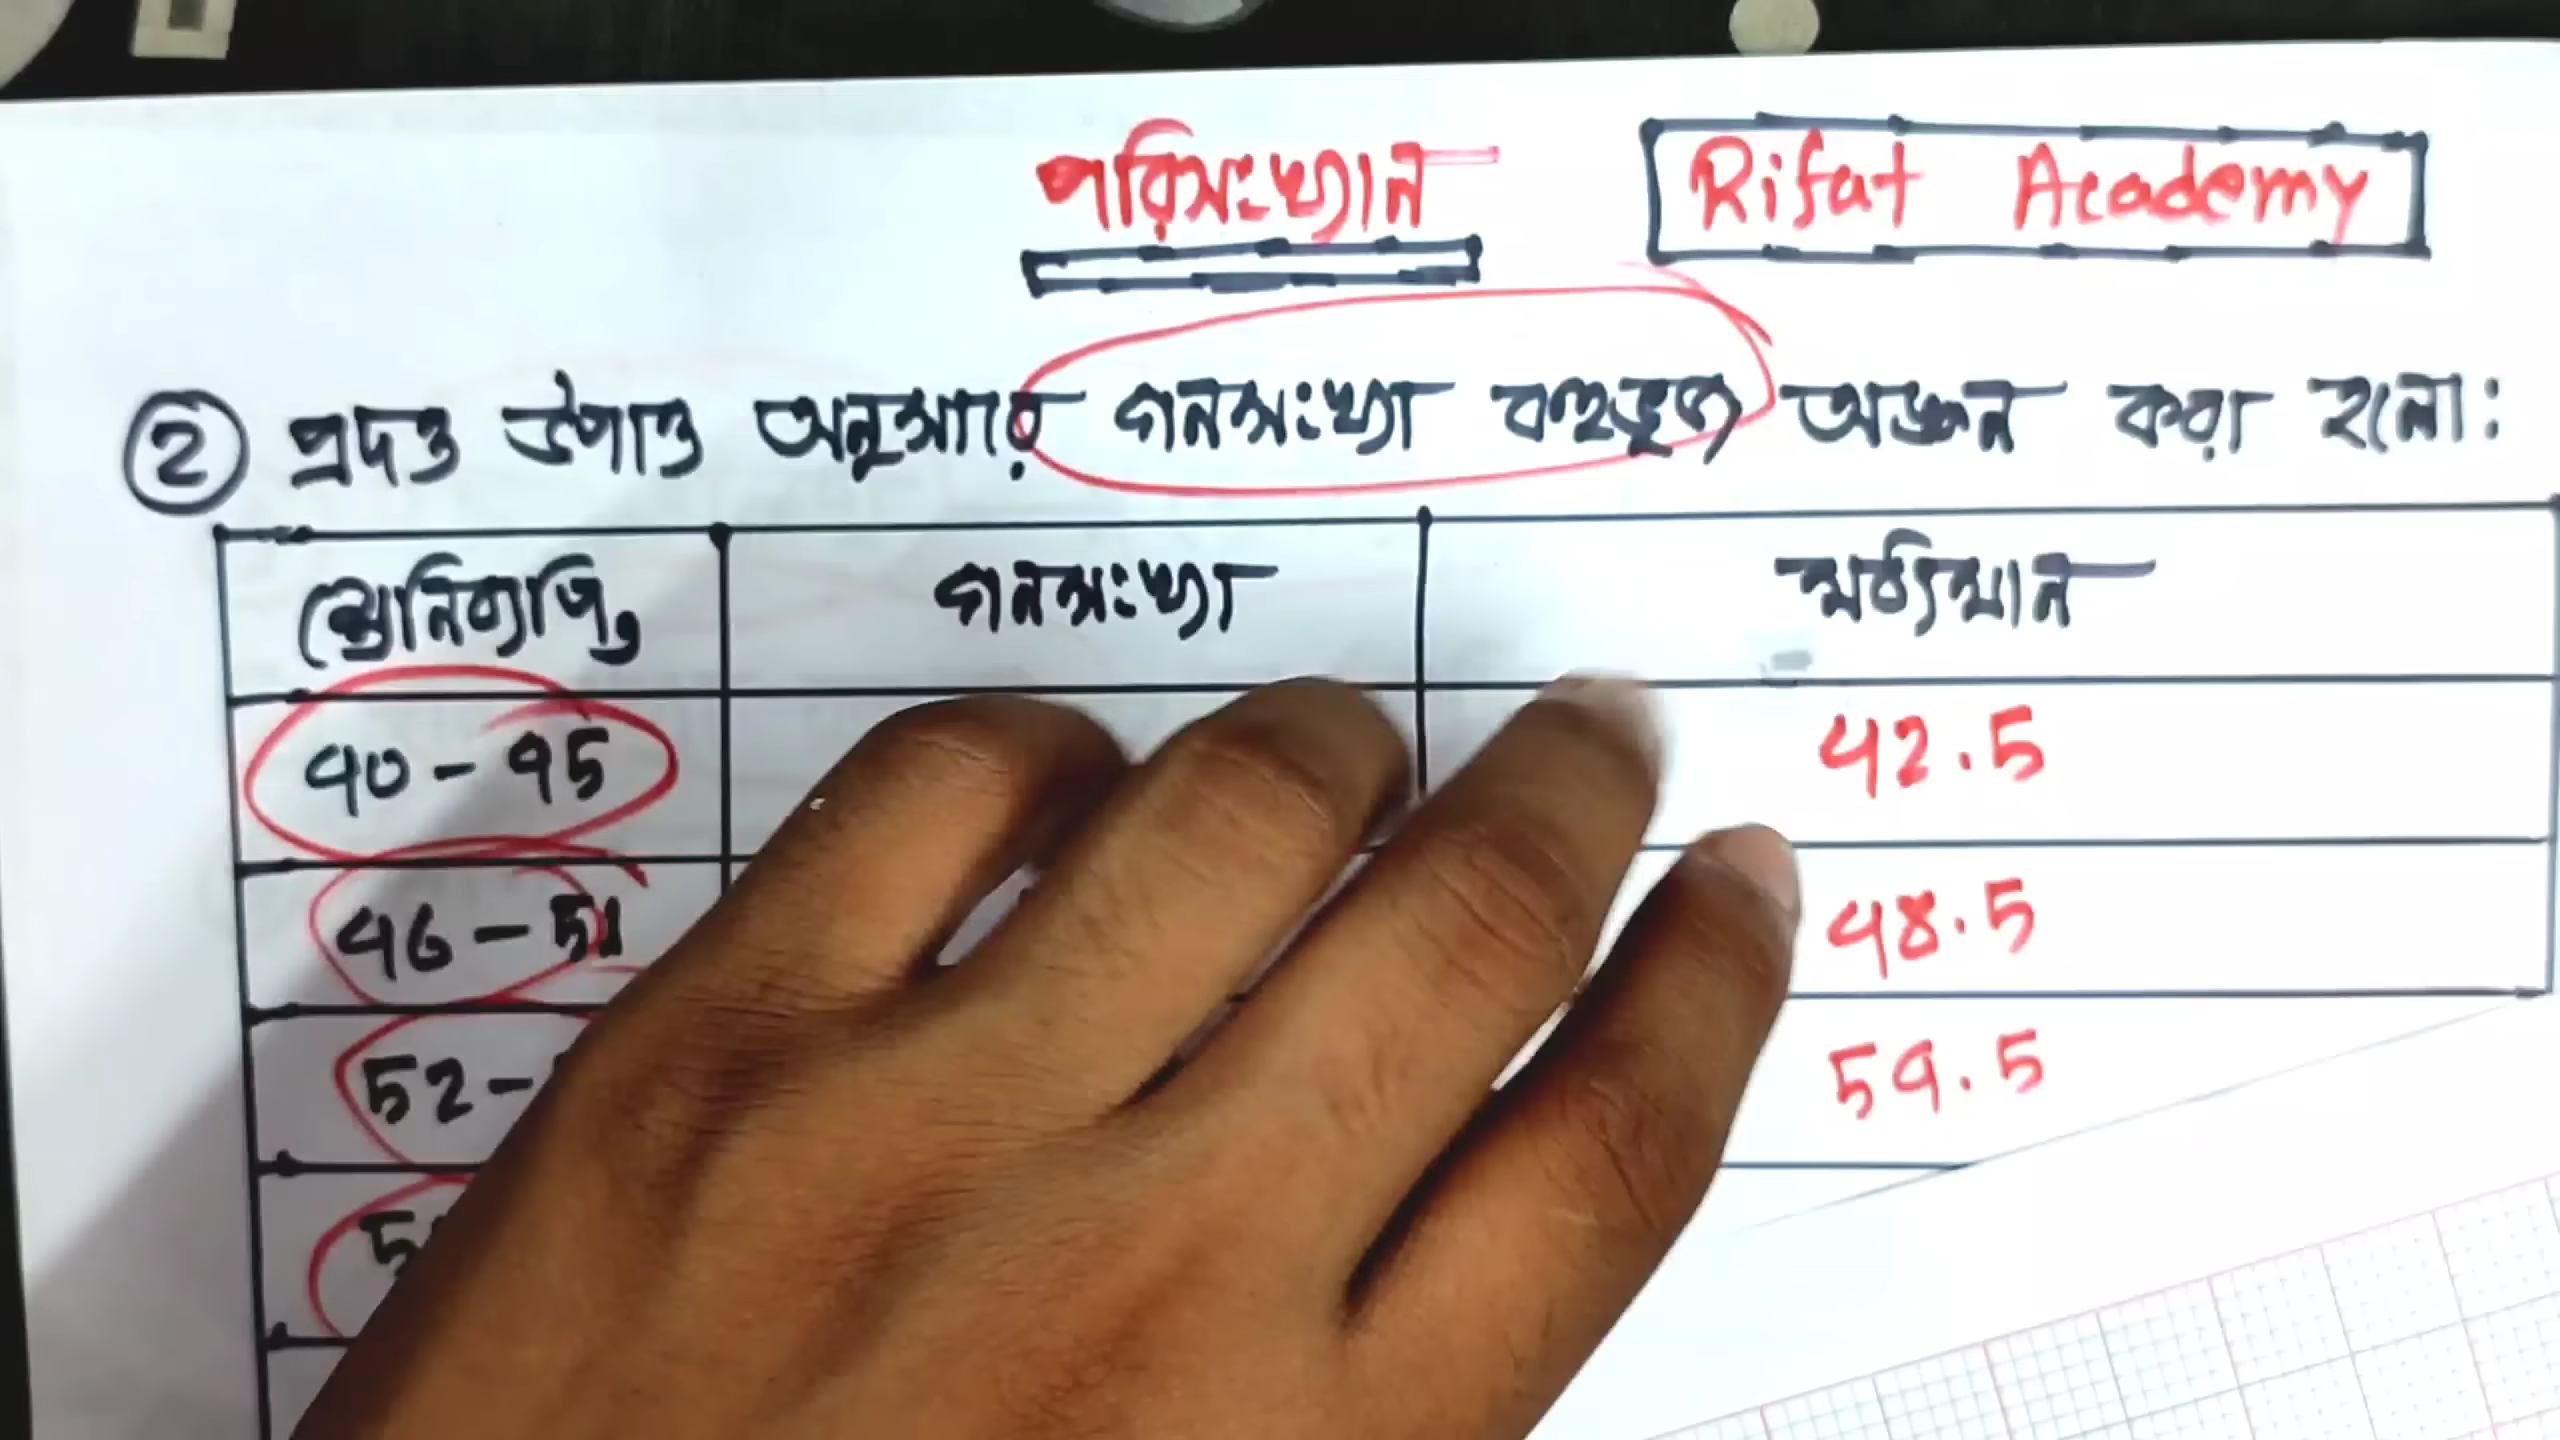 পরিসংখ্যান
Rifat Academy
② প্রদত্ত উপাত্ত অনুসারে গনসংখ্যা বহুভুজ অঙ্কন করা হলো:
শ্রেনিব্যাপ্তি গনসংখ্যা মধ্যমান
40-45 42.5
46-51 48.5
52- 54.5
5